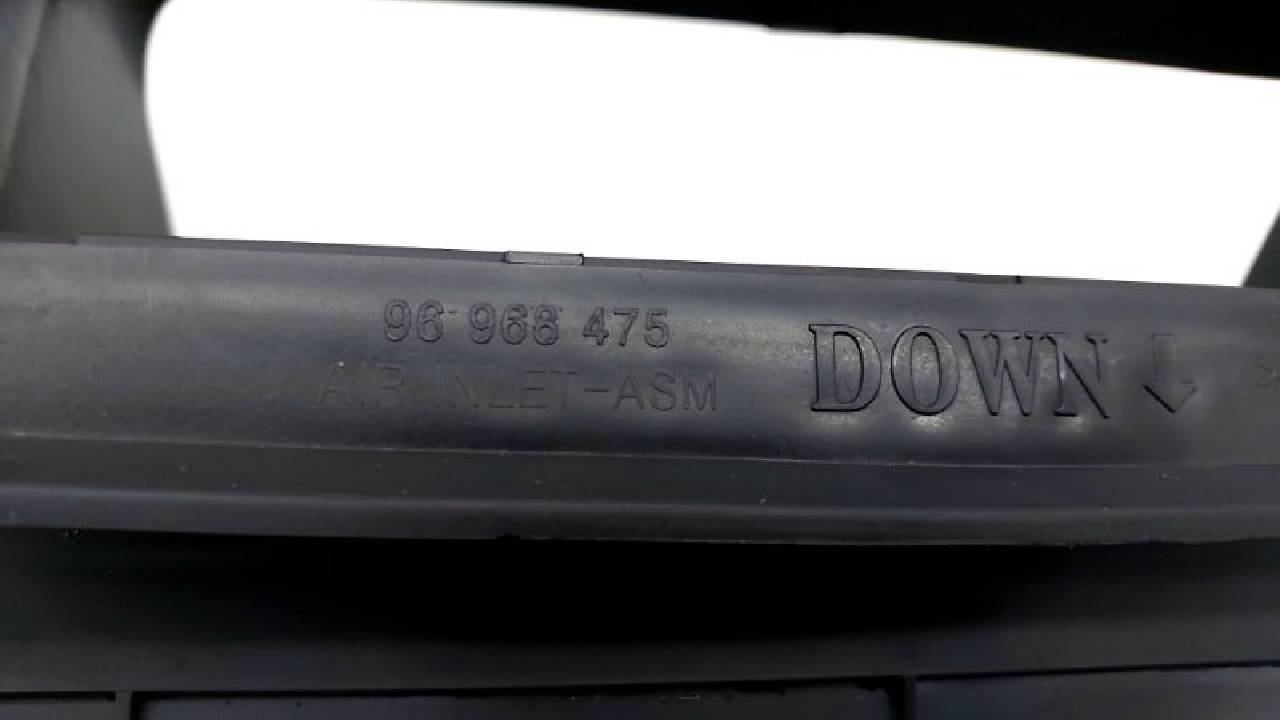 96 968 475
AIR INLET-ASM
DOWN ↓